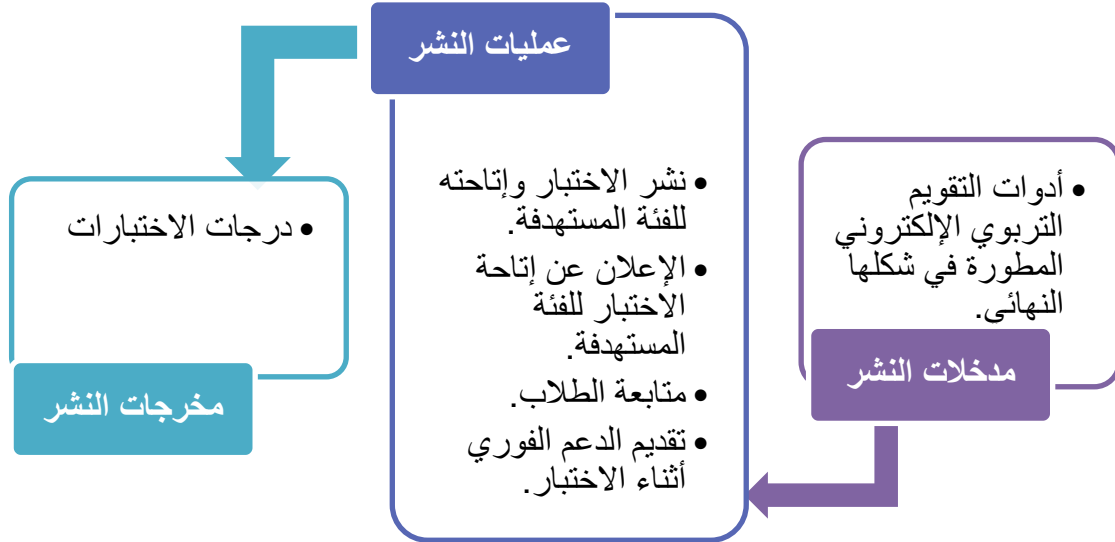 • أدوات التقويم
التربوي الإلكتروني
المطورة في شكلها
النهائي.
مدخلات النشر
عمليات النشر
• نشر الاختبار وإتاحته
للفئة المستهدفة.
• الإعلان عن إتاحة
الاختبار للفئة
المستهدفة.
• متابعة الطلاب.
• تقديم الدعم الفوري
أثناء الاختبار.
• درجات الاختبارات
مخرجات النشر